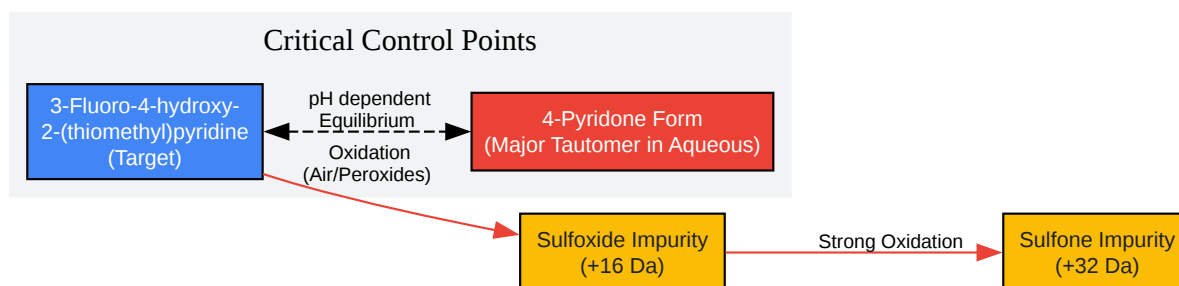 Critical Control Points
3-Fluoro-4-hydroxy-
2-(thiomethyl)pyridine
(Target)
pH dependent
Equilibrium
4-Pyridone Form
(Major Tautomer in Aqueous)
Oxidation
(Air/Peroxides)
Sulfoxide Impurity
(+16 Da)
Strong Oxidation
Sulfone Impurity
(+32 Da)